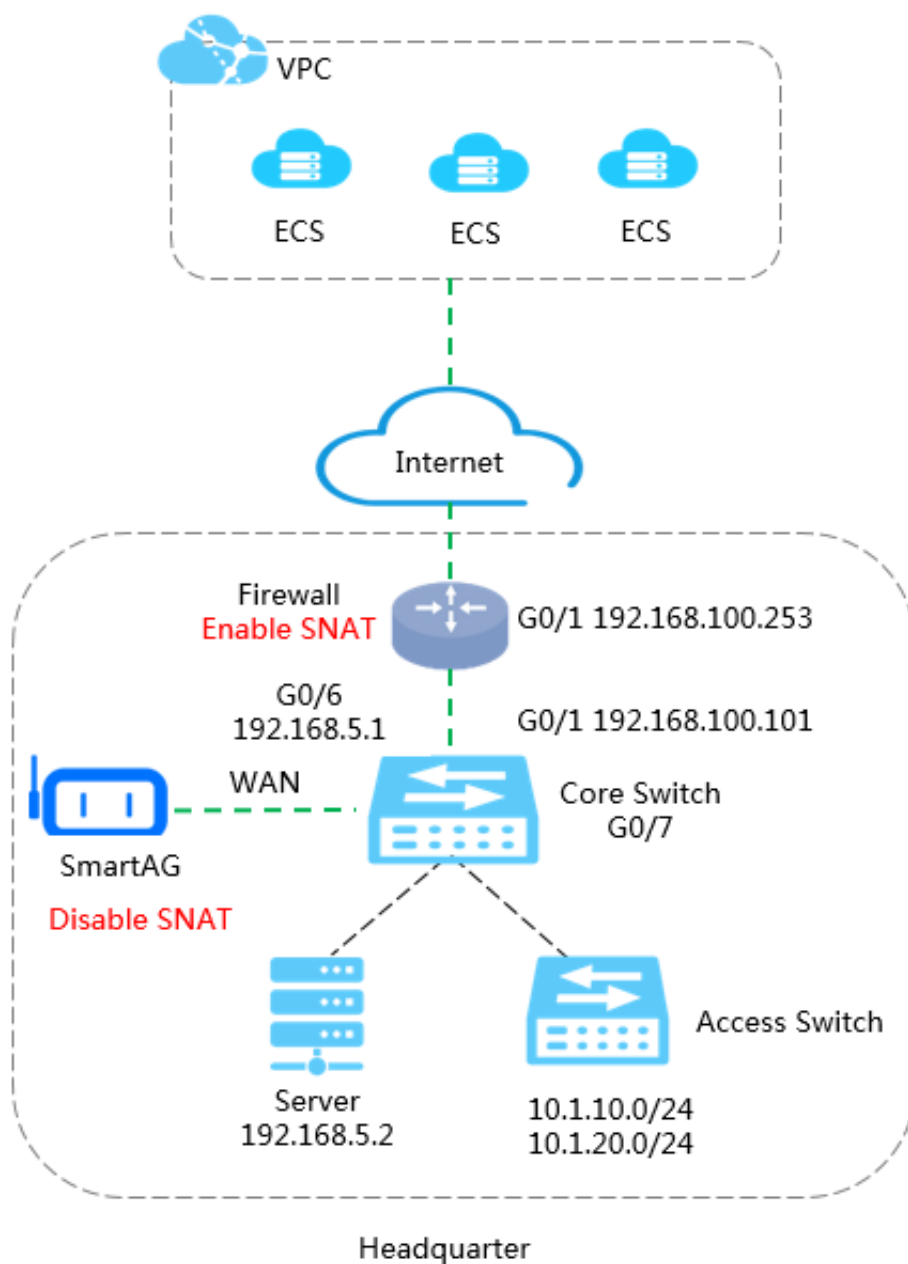 VPC
ECS
ECS
ECS
Internet
Firewall
Enable SNAT
G0/1 192.168.100.253
G0/6
192.168.5.1
G0/1 192.168.100.101
WAN
Core Switch
G0/7
SmartAG
Disable SNAT
Access Switch
Server
192.168.5.2
10.1.10.0/24
10.1.20.0/24
Headquarter